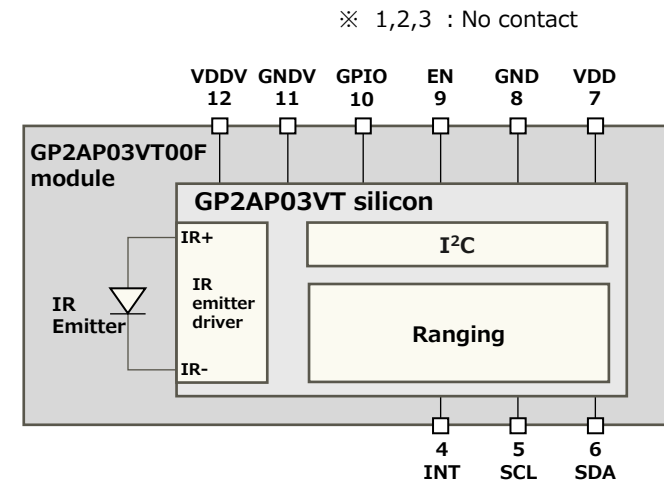 ※ 1,2,3 : No contact
VDDV GNDV GPIO EN GND VDD
12 11 10 9 8 7
GP2AP03VT00F
module
GP2AP03VT silicon
IR+
I²C
IR
emitter
driver
IR
Emitter
Ranging
IR-
4 5 6
INT SCL SDA